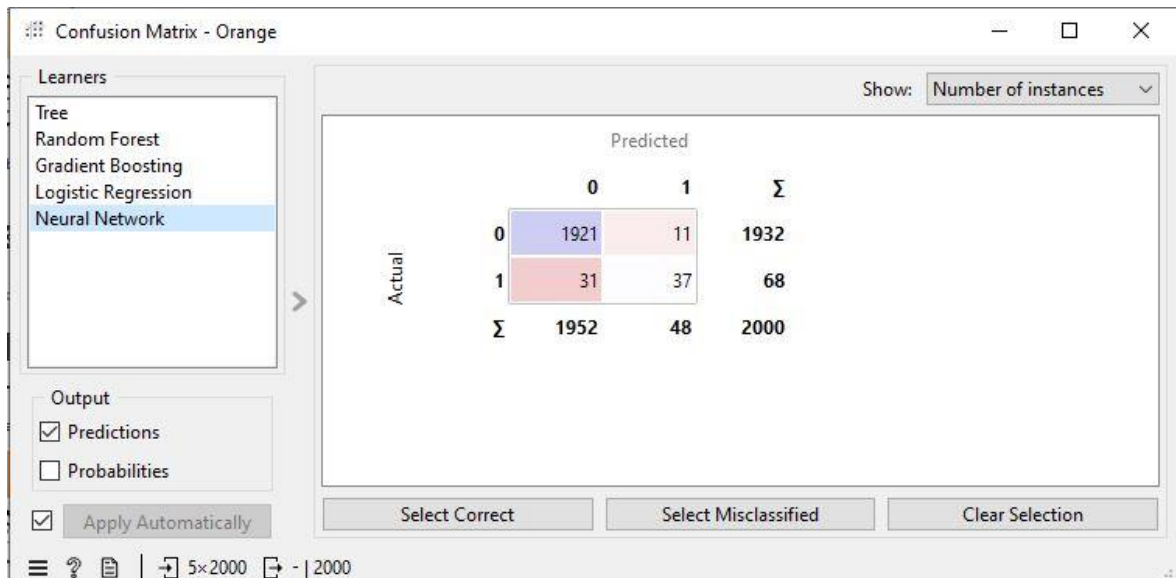 Confusion Matrix - Orange
Learners
Tree
Random Forest
Gradient Boosting
Logistic Regression
Neural Network
Output
Predictions
Probabilities
Apply Automatically
Show: Number of instances
Predicted
0 1 Σ
Actual
0 1921 11 1932
1 31 37 68
Σ 1952 48 2000
Select Correct Select Misclassified Clear Selection
5×2000 - | 2000